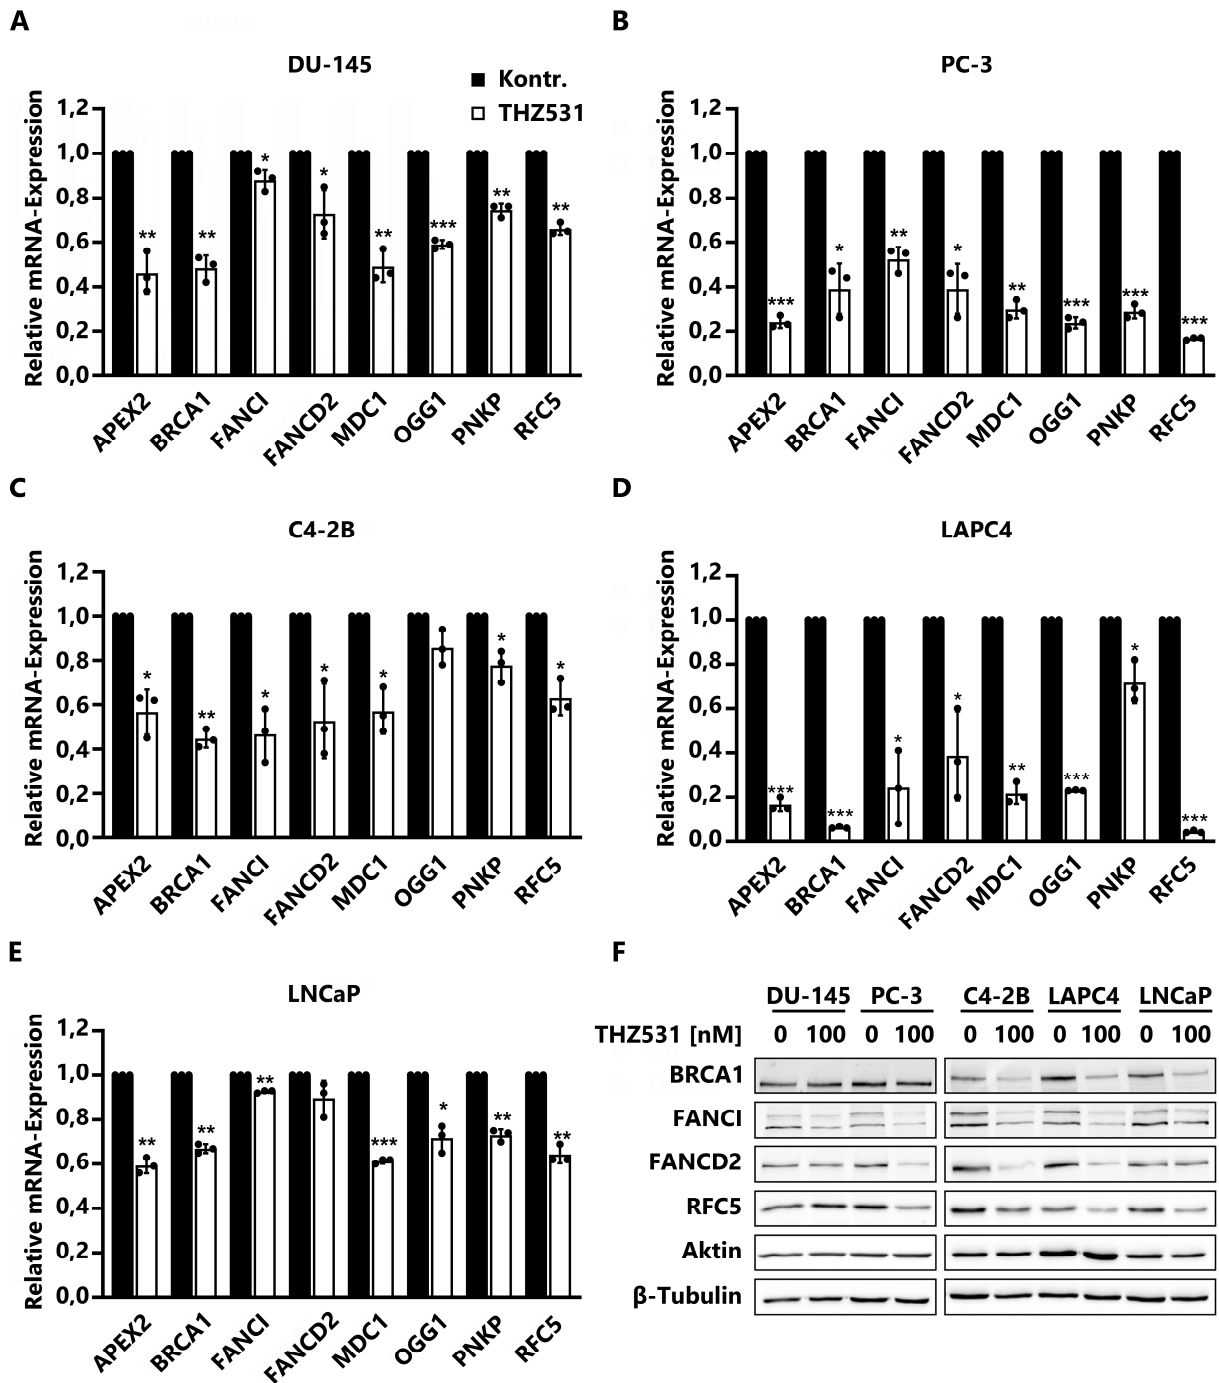 A
DU-145
Kontr.
THZ531
Relative mRNA-Expression
1,2
1,0
0,8
0,6
0,4
0,2
0,0
** ** * * ** *** ** **
APEX2 BRCA1 FANCI FANCD2 MDC1 OGG1 PNKP RFC5
B
PC-3
Relative mRNA-Expression
1,2
1,0
0,8
0,6
0,4
0,2
0,0
*** * ** * ** *** *** ***
APEX2 BRCA1 FANCI FANCD2 MDC1 OGG1 PNKP RFC5
C
C4-2B
Relative mRNA-Expression
1,2
1,0
0,8
0,6
0,4
0,2
0,0
* ** * * * * *
APEX2 BRCA1 FANCI FANCD2 MDC1 OGG1 PNKP RFC5
D
LAPC4
Relative mRNA-Expression
1,2
1,0
0,8
0,6
0,4
0,2
0,0
*** *** * * ** *** * ***
APEX2 BRCA1 FANCI FANCD2 MDC1 OGG1 PNKP RFC5
E
LNCaP
Relative mRNA-Expression
1,2
1,0
0,8
0,6
0,4
0,2
0,0
** ** ** *** * ** **
APEX2 BRCA1 FANCI FANCD2 MDC1 OGG1 PNKP RFC5
F
DU-145 PC-3 C4-2B LAPC4 LNCaP
THZ531 [nM] 0 100 0 100 0 100 0 100 0 100
BRCA1
FANCI
FANCD2
RFC5
Aktin
β-Tubulin